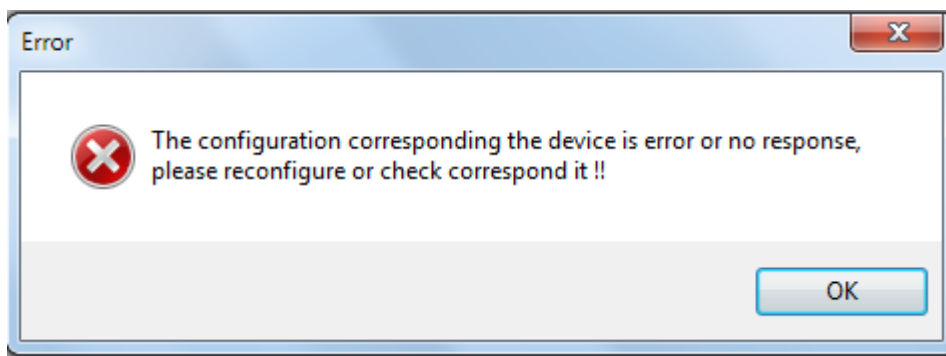 Error
The configuration corresponding the device is error or no response,
please reconfigure or check correspond it !!
OK